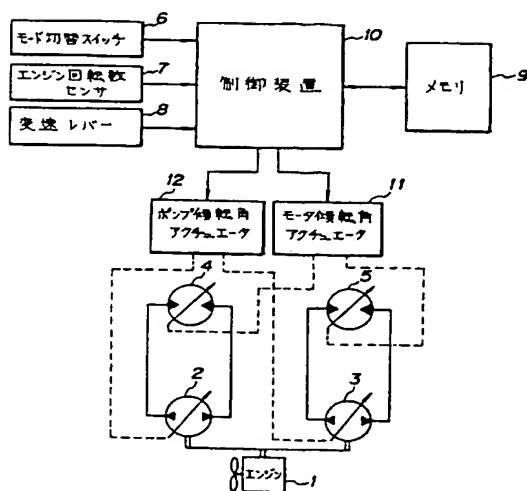 6
モード切替スイッチ
7
エンジン回転数
センサ
8
変速レバー
10
制御装置
メモリ
9
12
ポンプ傾転角
アクチュエータ
11
モータ傾転角
アクチュエータ
4
5
2
3
エンジン
1